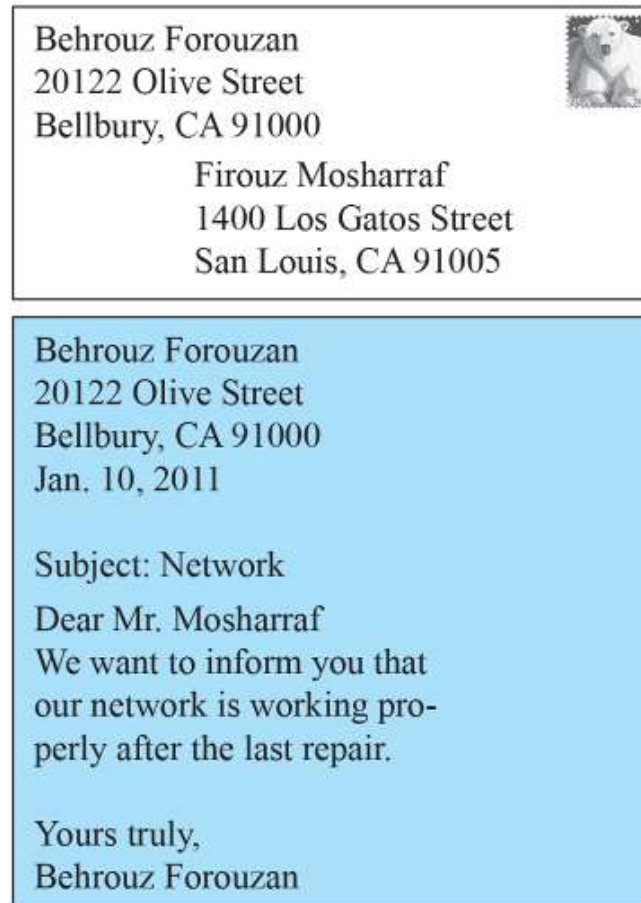 Behrouz Forouzan
20122 Olive Street
Bellbury, CA 91000
Firouz Mosharraf
1400 Los Gatos Street
San Louis, CA 91005
Behrouz Forouzan
20122 Olive Street
Bellbury, CA 91000
Jan. 10, 2011
Subject: Network
Dear Mr. Mosharraf
We want to inform you that
our network is working pro-
perly after the last repair.
Yours truly,
Behrouz Forouzan